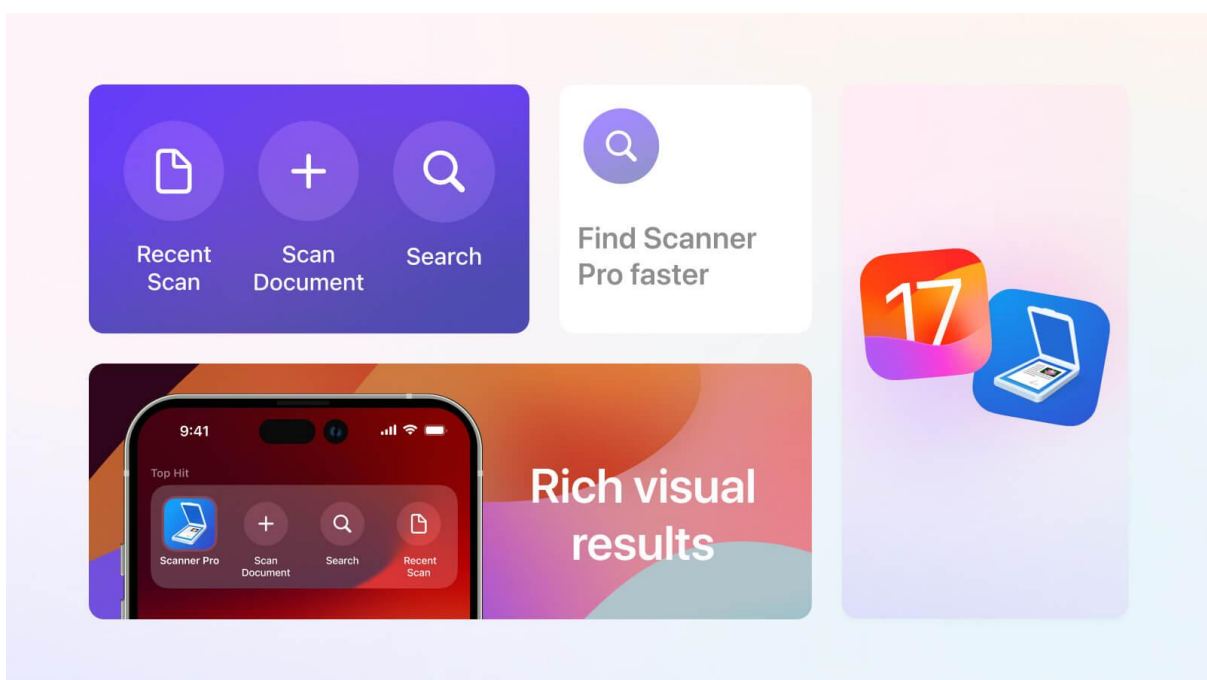 Recent
Scan
Scan
Document
Search
Find Scanner
Pro faster
17
9:41
Top Hit
Scanner Pro
Scan
Document
Search
Recent
Scan
Rich visual
results